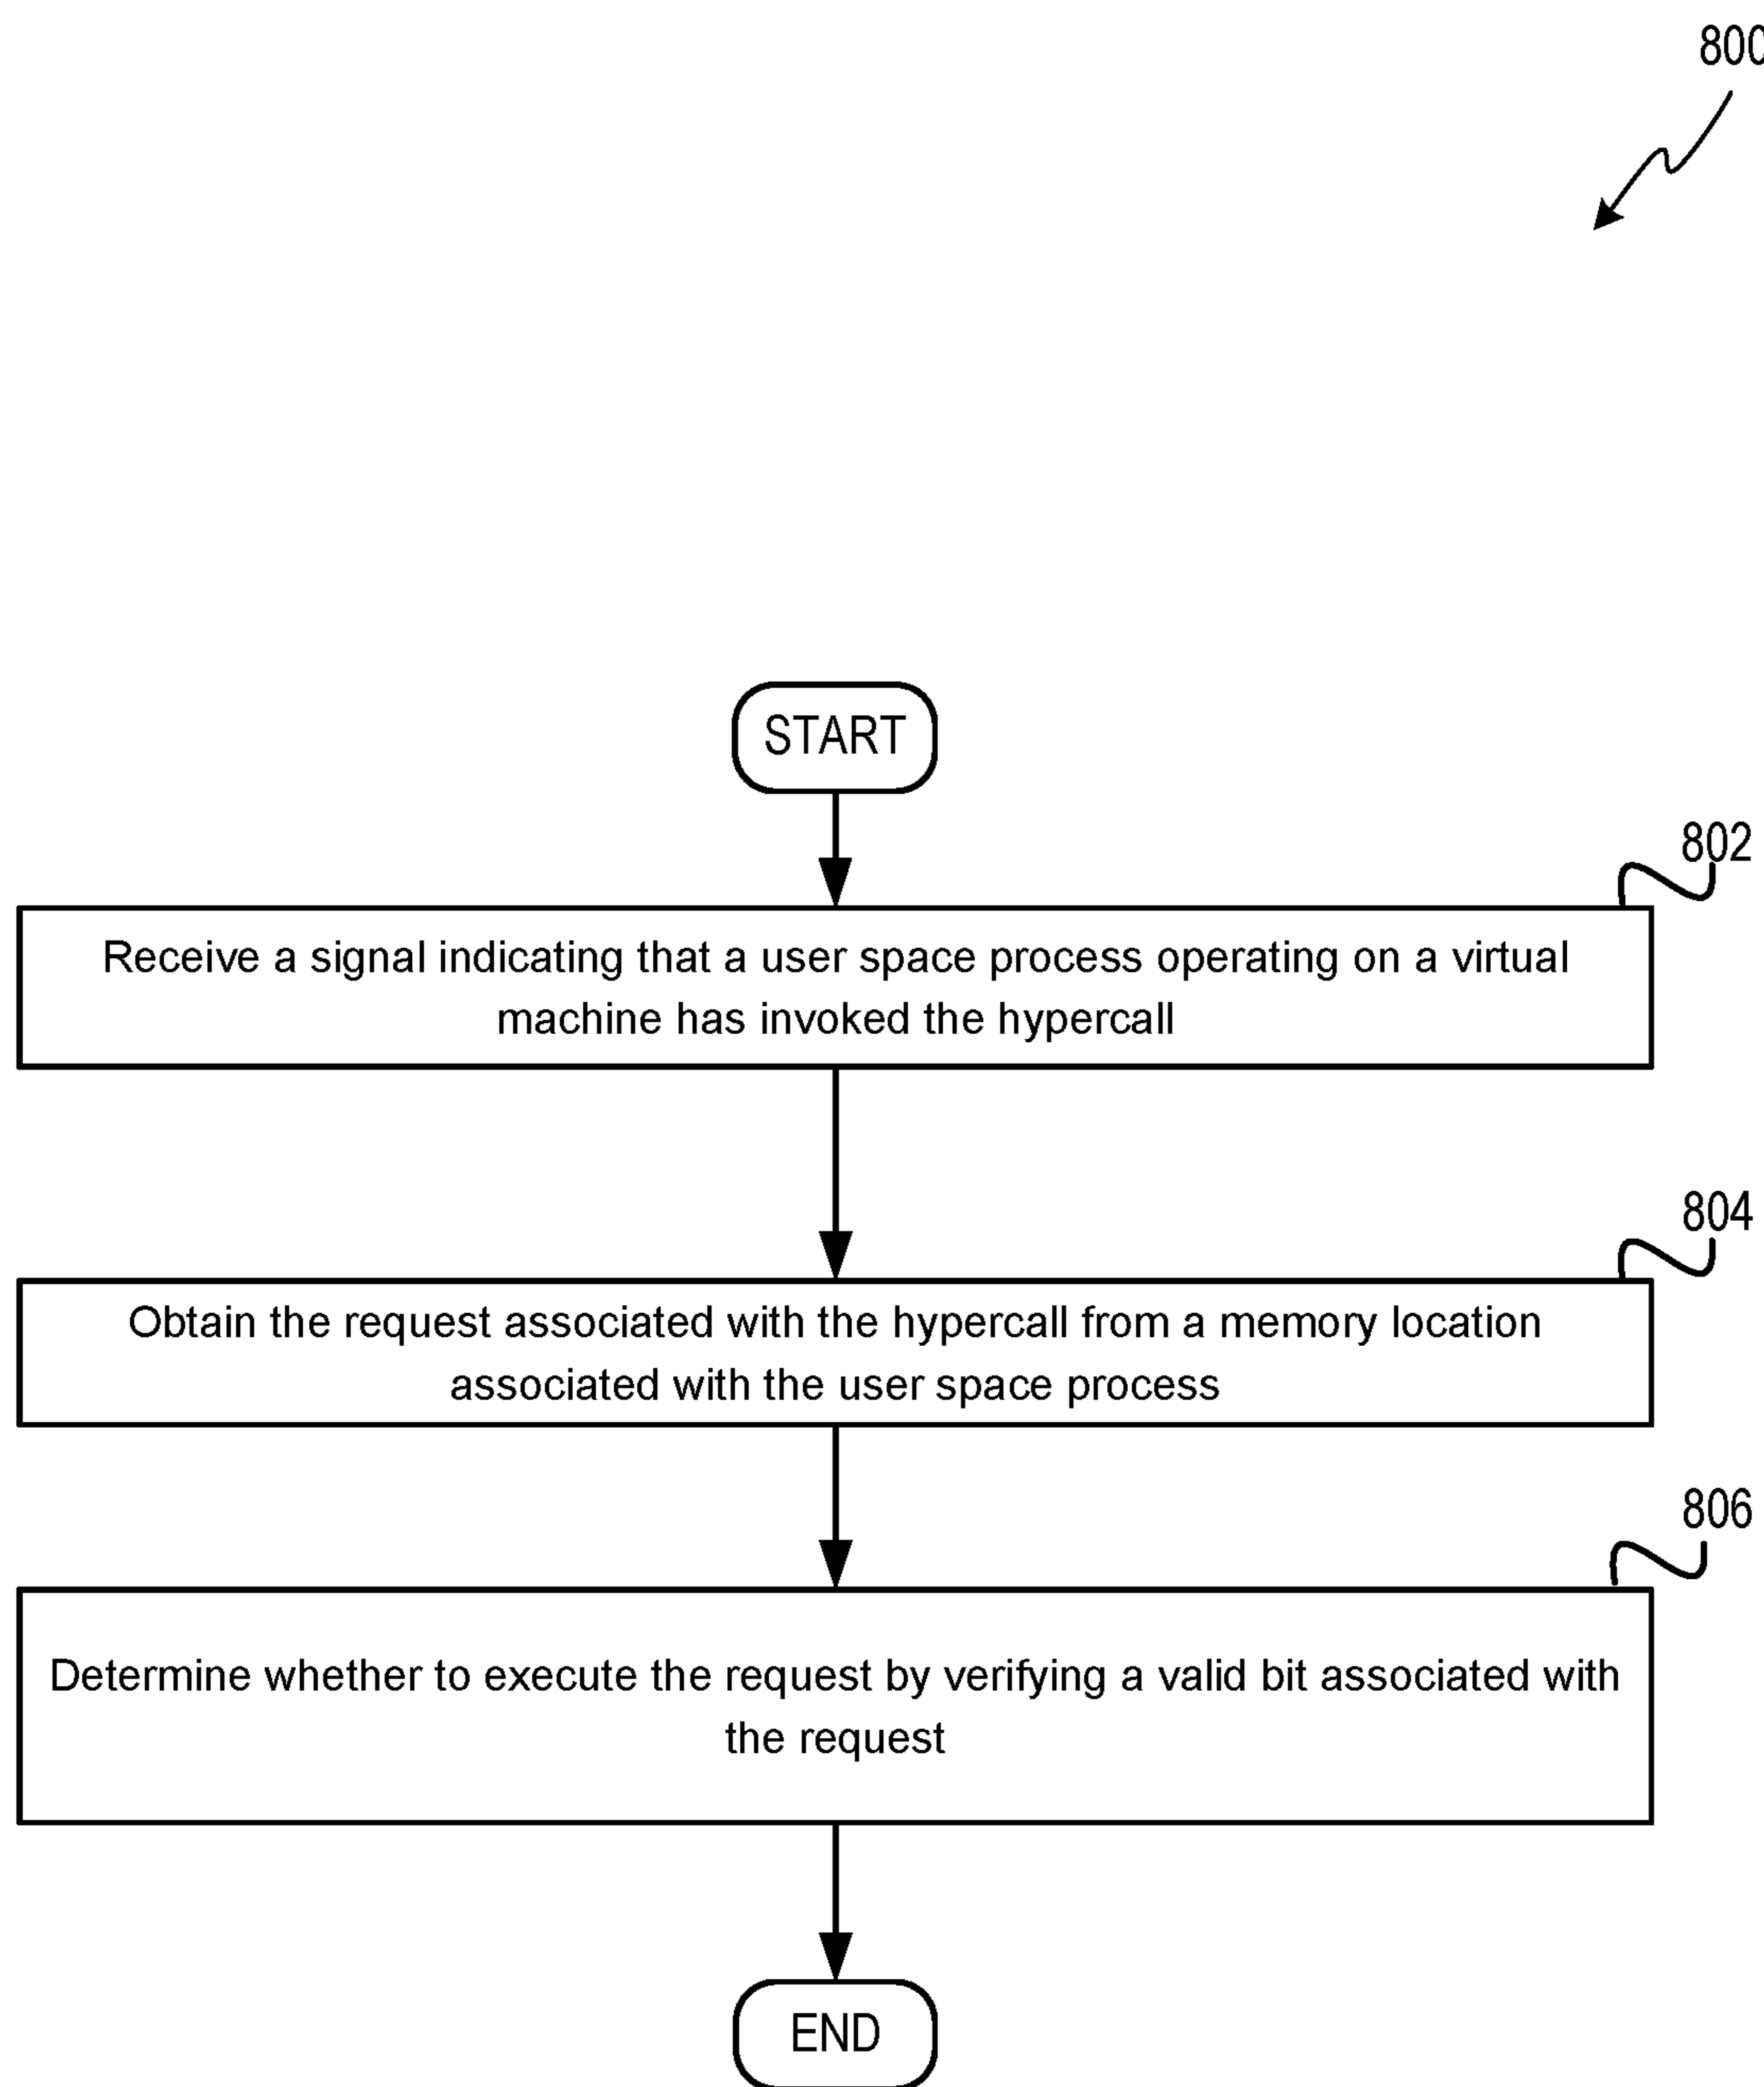 800
START
802
Receive a signal indicating that a user space process operating on a virtual
machine has invoked the hypercall
804
Obtain the request associated with the hypercall from a memory location
associated with the user space process
806
Determine whether to execute the request by verifying a valid bit associated with
the request
END